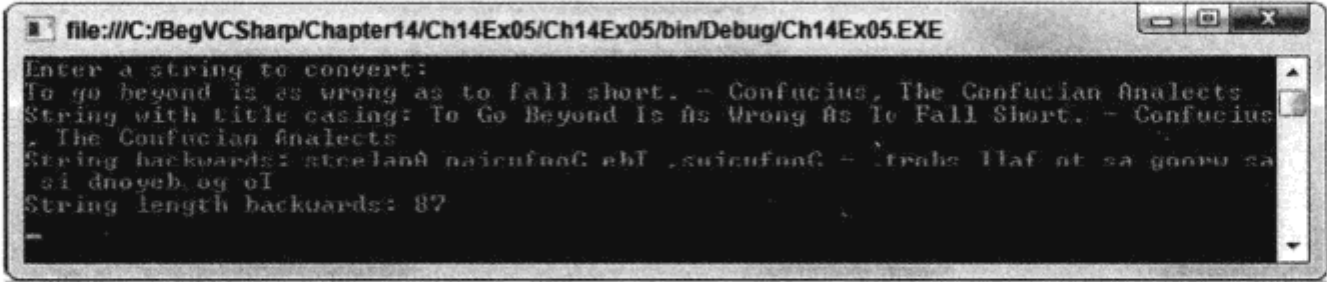 file:///C:/BegVCSharp/Chapter14/Ch14Ex05/Ch14Ex05/bin/Debug/Ch14Ex05.EXE
Enter a string to convert:
To go beyond is as wrong as to fall short. - Confucius, The Confucian Analects
String with title casing: To Go Beyond Is As Wrong As To Fall Short. - Confucius
, The Confucian Analects
String backwards: stcelanA naicufnoC ehT ,suicufnoC - .trohs llaf ot sa gnorw sa
si dnoyeb og oT
String length backwards: 87